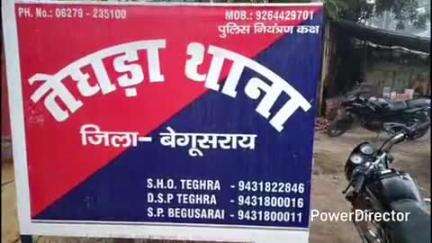 PH. No.: 06279 - 235100
MOB.: 9264429701
पुलिस नियंत्रण कक्ष
तेघड़ा थाना
जिला- बेगूसराय
S.H.O. TEGHRA - 9431822846
D.S.P TEGHRA - 9431800016
S.P. BEGUSARAI - 9431800011
PowerDirector